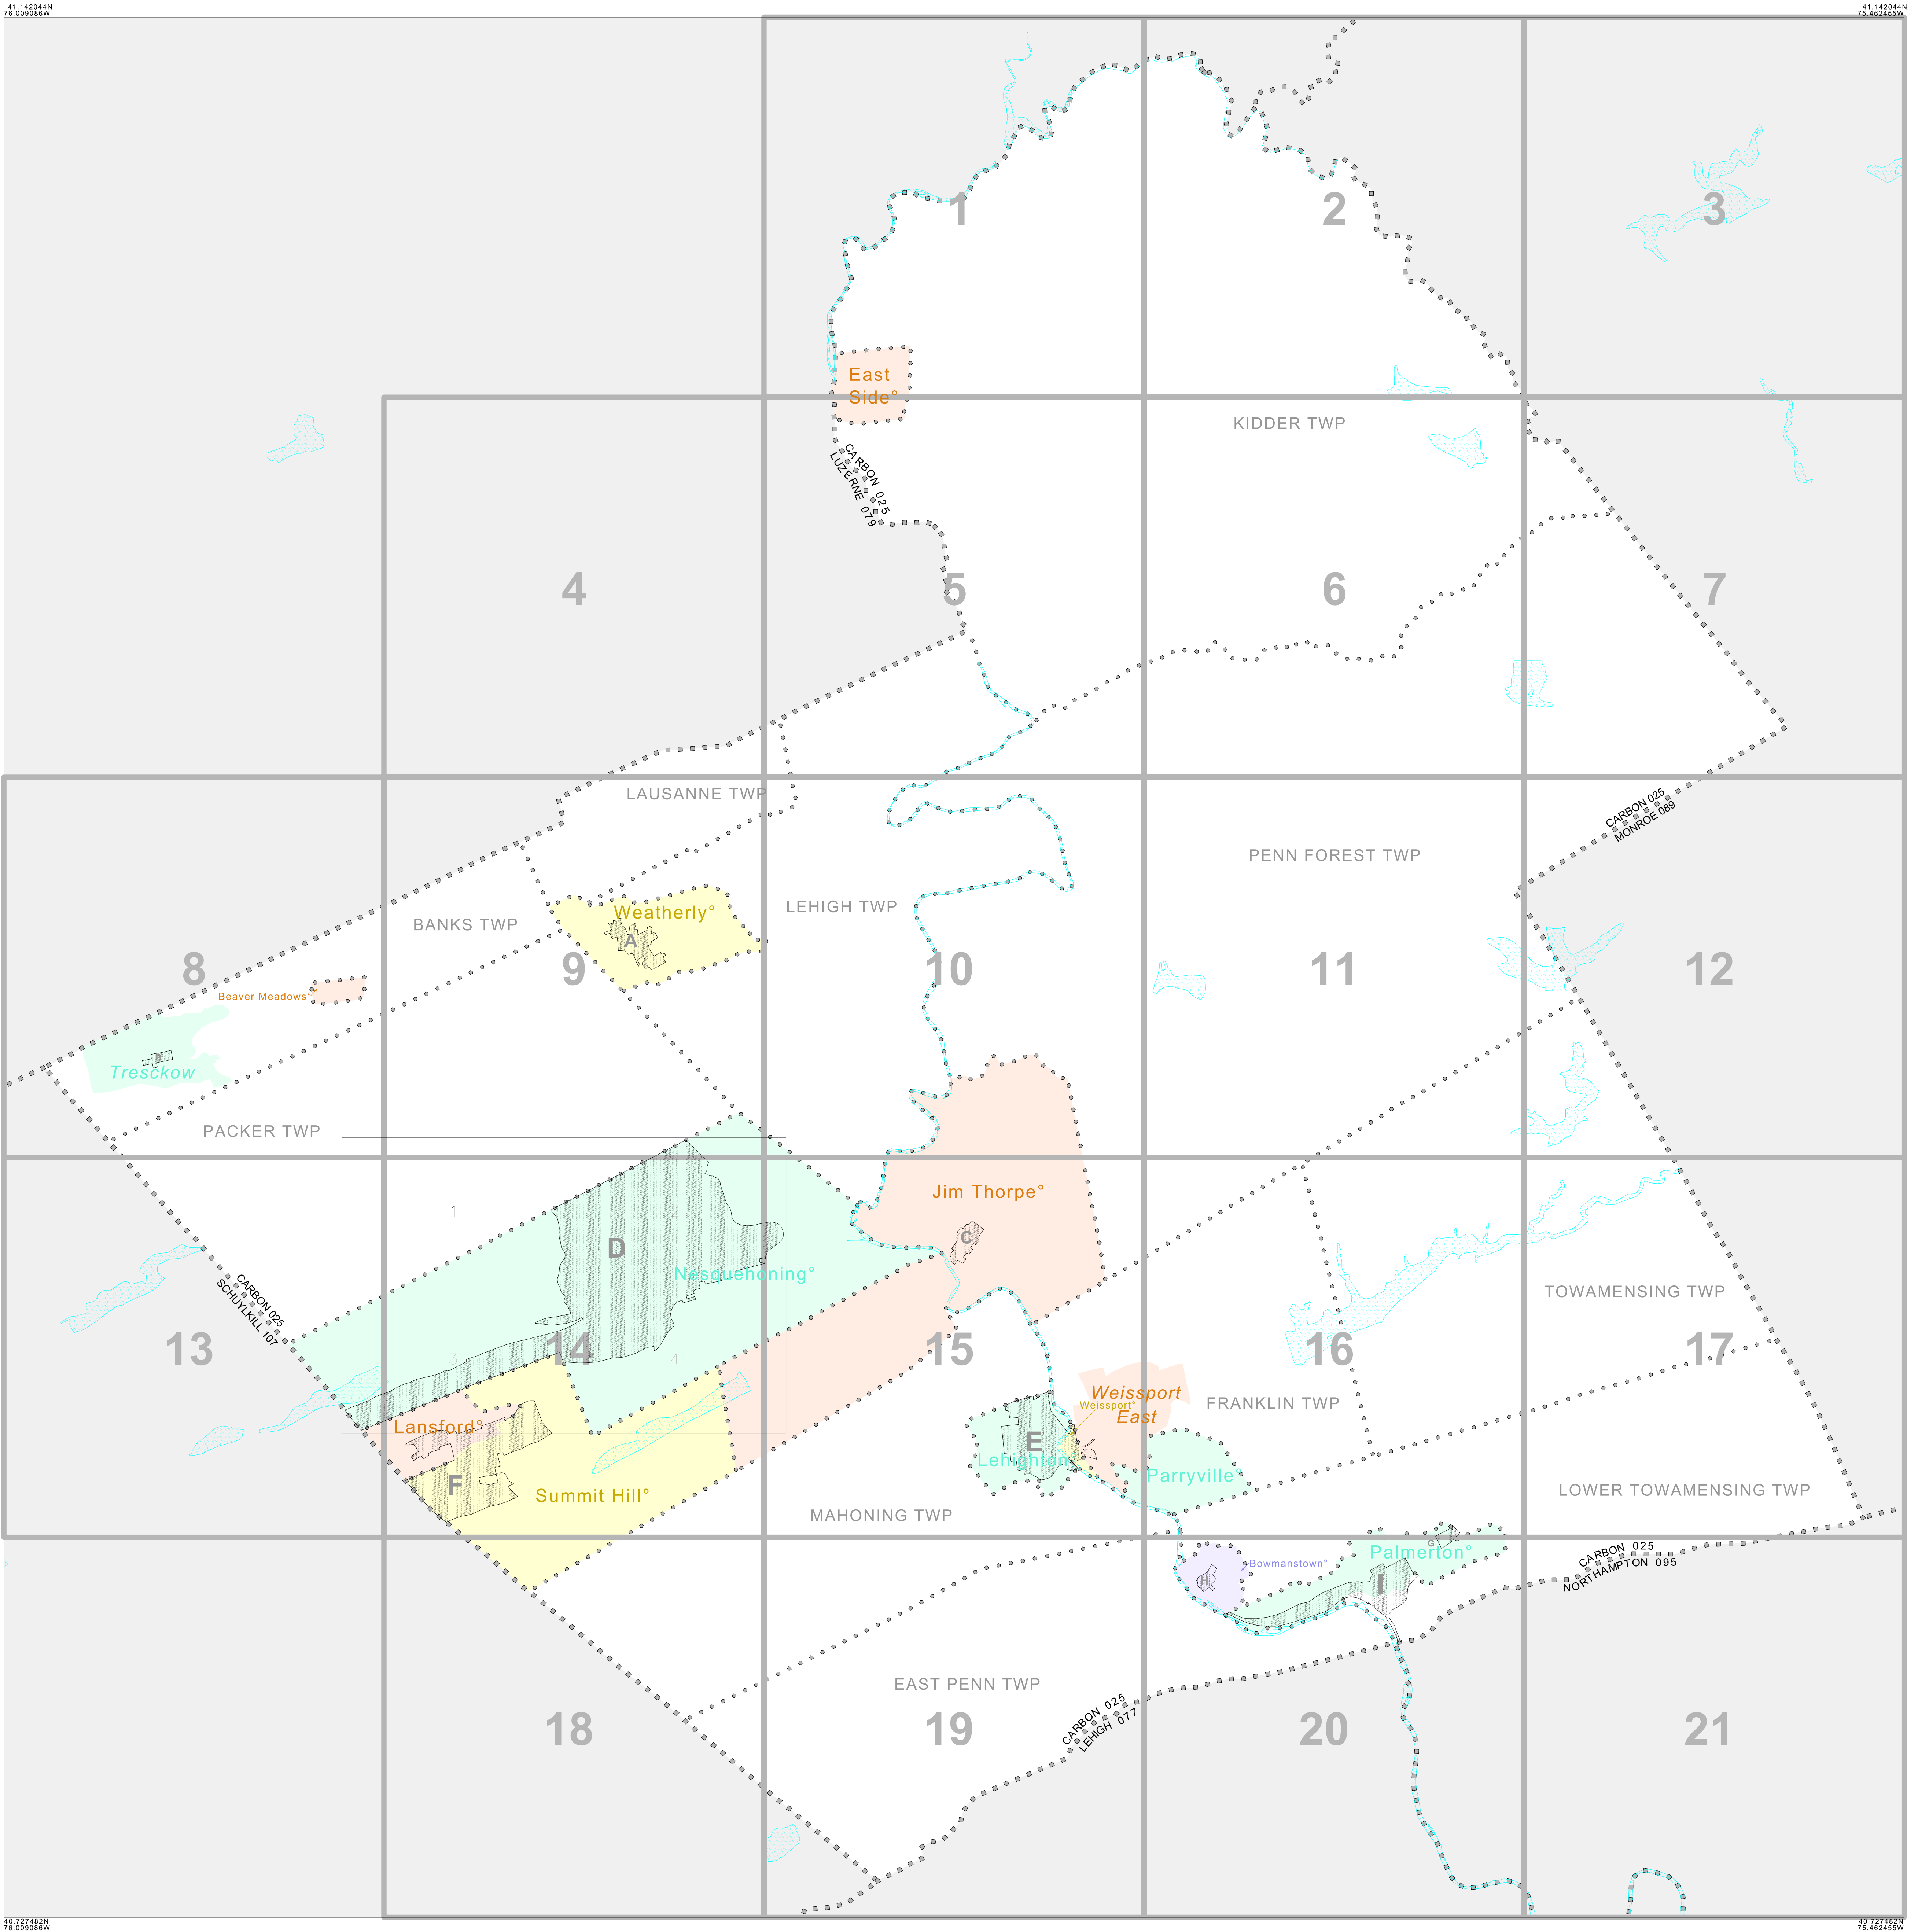 41.142044N
76.009086W
41.142044N
75.462455W
1
2
3
East
Side°
KIDDER TWP
CARBON 025
LUZERNE 079
4
5
6
7
LAUSANNE TWP
CARBON 025
MONROE 089
PENN FOREST TWP
Weatherly°
LEHIGH TWP
BANKS TWP
A
8
9
10
11
12
Beaver Meadows°
B
Tresckow
PACKER TWP
Jim Thorpe°
1
2
C
D
Nesquehoning°
CARBON 025
SCHUYLKILL 107
TOWAMENSING TWP
13
14
15
16
17
3
4
Weissport
East
Weissport°
FRANKLIN TWP
Lansford°
E
Lehighton°
Parryville°
F
Summit Hill°
LOWER TOWAMENSING TWP
MAHONING TWP
G
Palmerton°
CARBON 025
NORTHAMPTON 095
Bowmanstown°
H
I
EAST PENN TWP
CARBON 025
LEHIGH 077
18
19
20
21
40.727482N
76.009086W
40.727482N
75.462455W